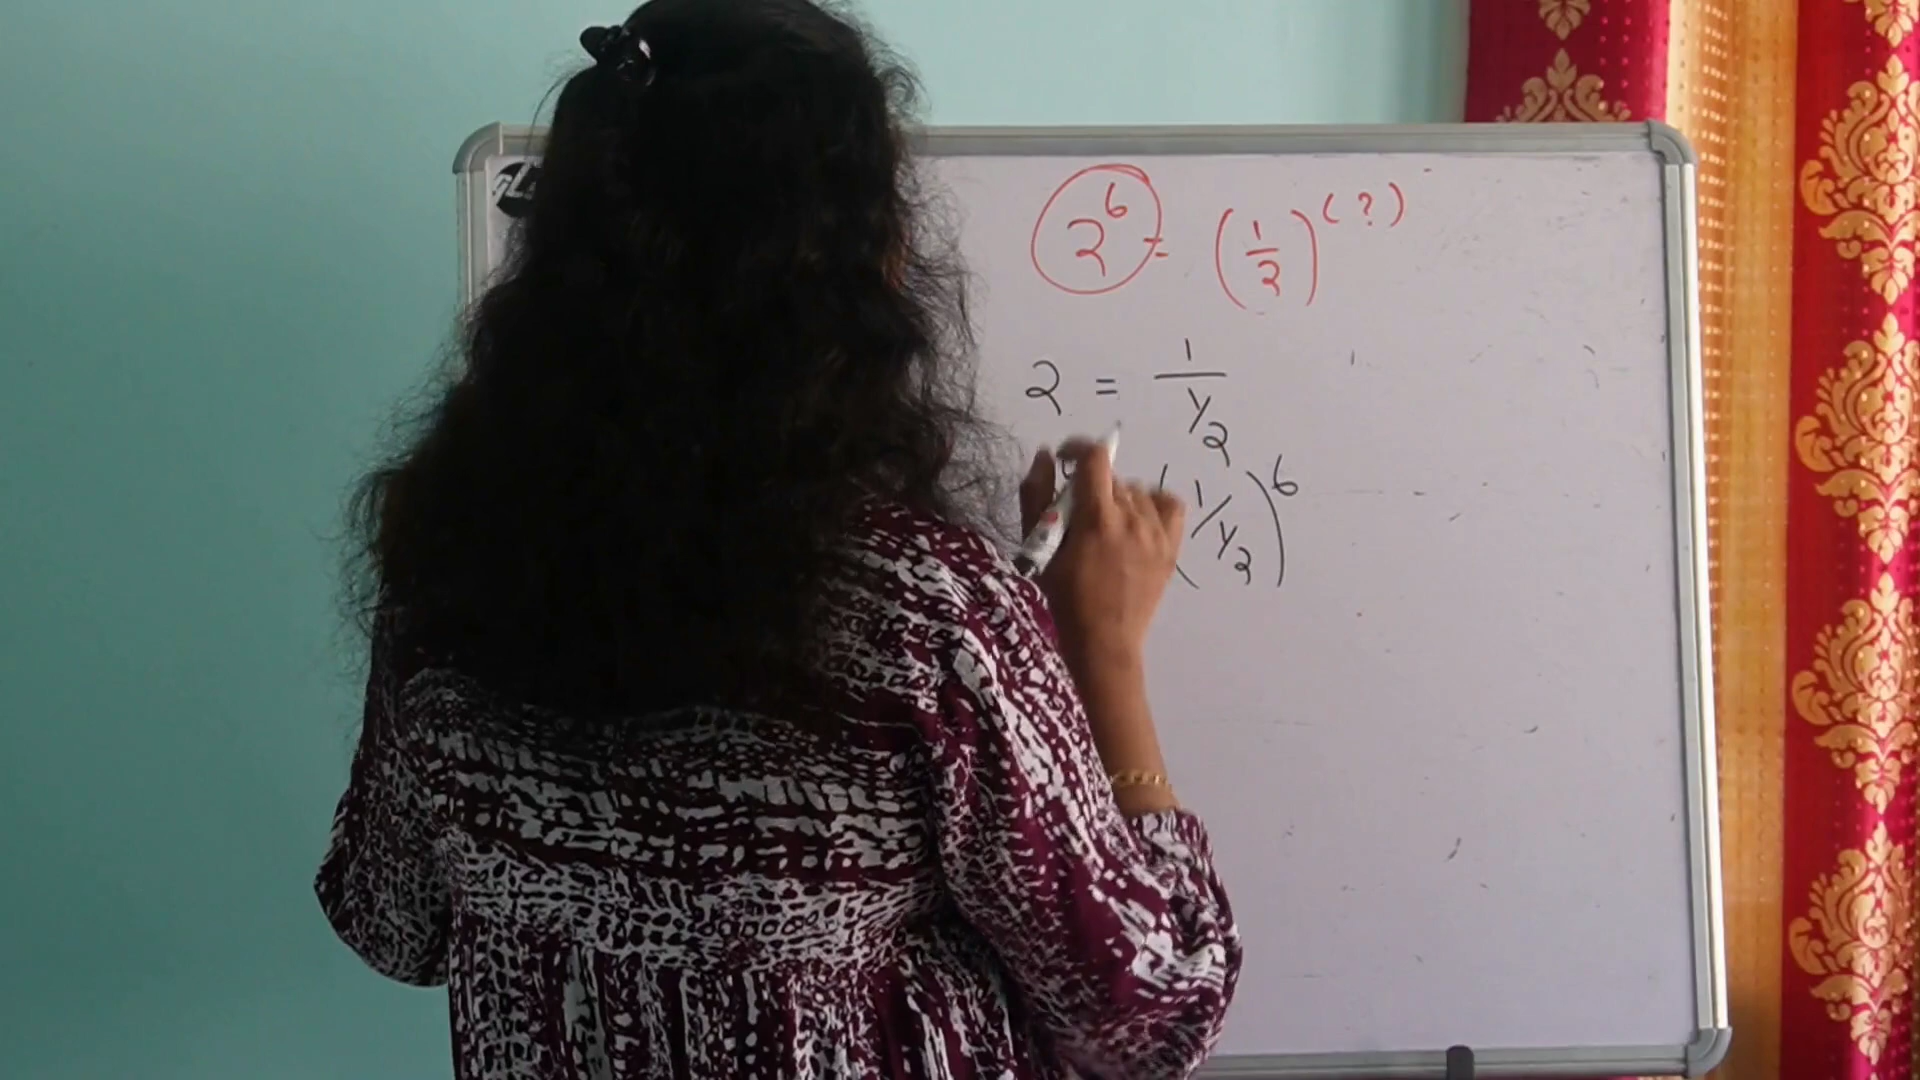 2⁶ = (1/2)^(?)
2 = 1/(1/2)
(1/(1/2))⁶